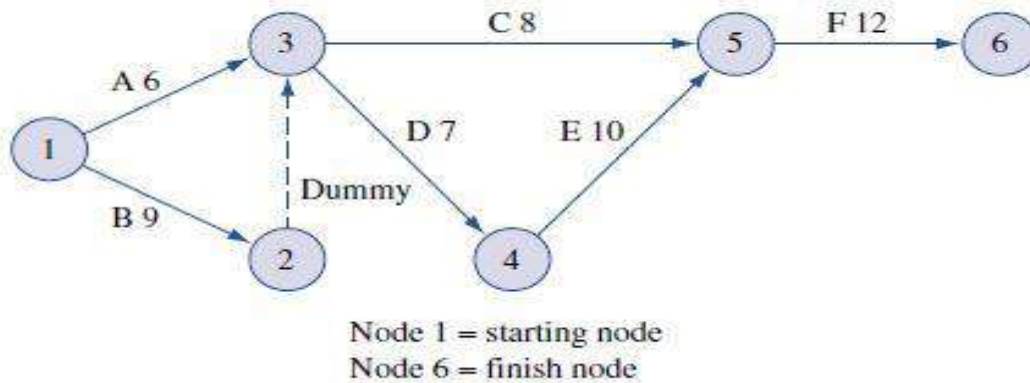 C 8
F 12
3
5
6
A 6
D 7
E 10
1
Dummy
B 9
2
4
Node 1 = starting node
Node 6 = finish node